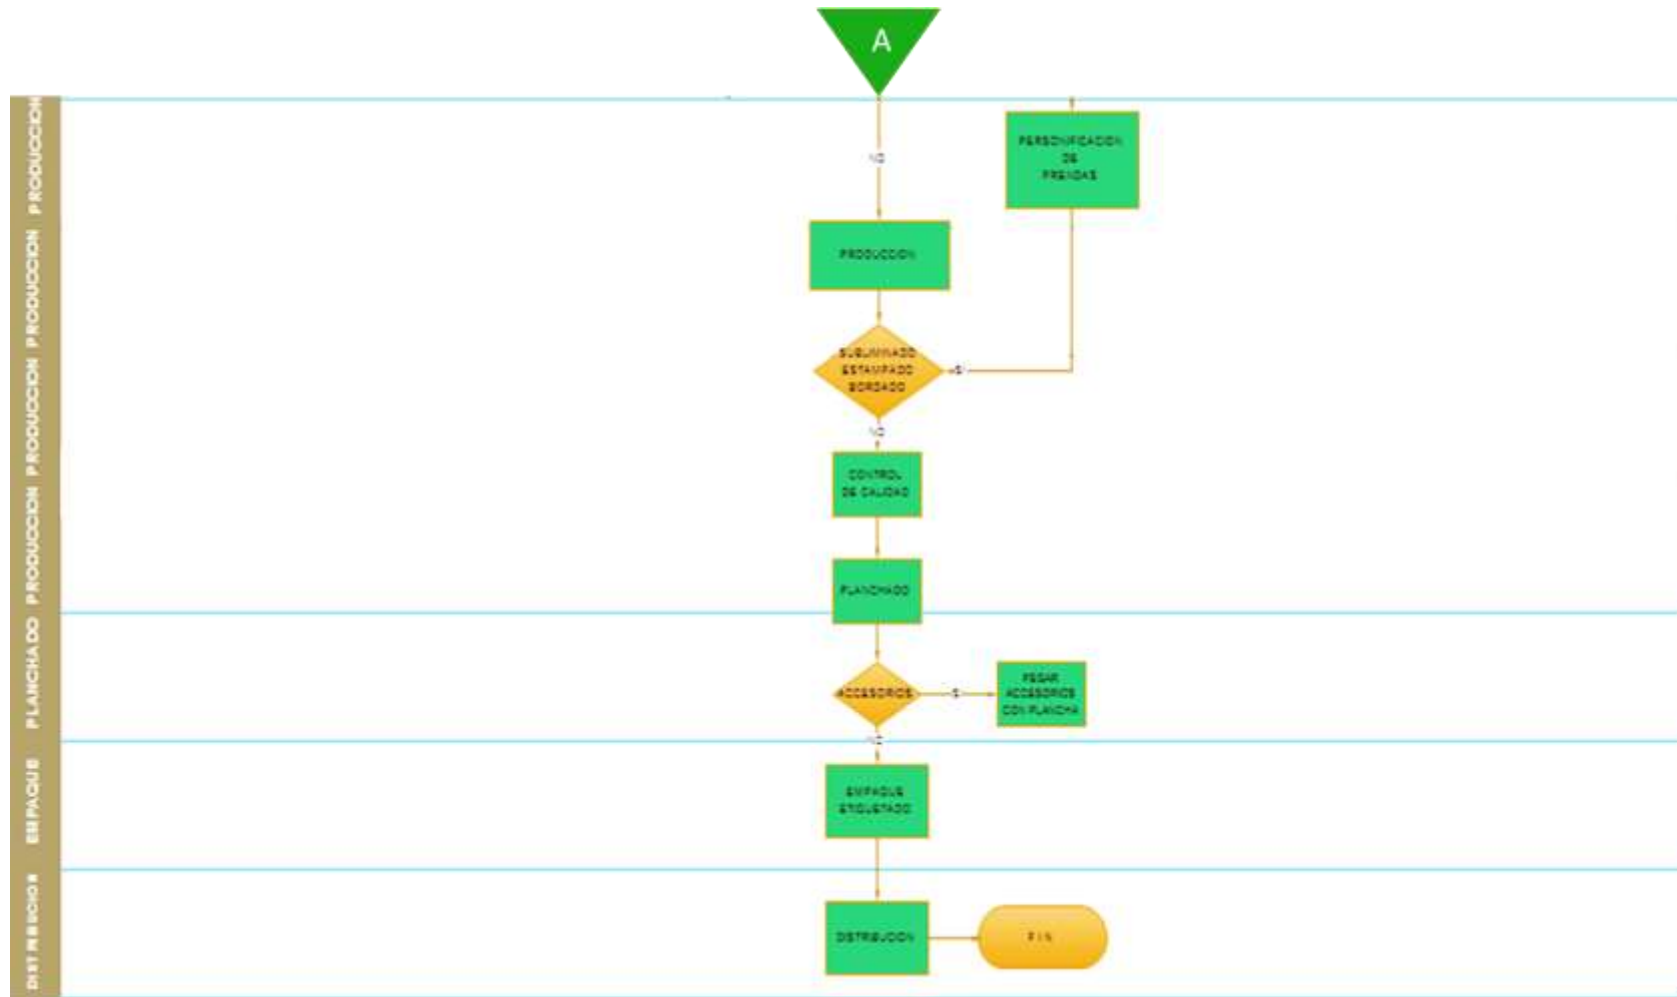 A
PRODUCCION
PRODUCCION
PRODUCCION
PRODUCCION
PLANCHADO
EMPAQUE
DISTRIBUCION
NO
PERSONIFICACION
DE
PRENDAS
PRODUCCION
SUBLIMADO
ESTAMPADO
BORDADO
SI
NO
CONTROL
DE CALIDAD
PLANCHADO
ACCESORIOS
SI
PEGAR
ACCESORIOS
CON PLANCHA
NO
EMPAQUE
ETIQUETADO
DISTRIBUCION
FIN